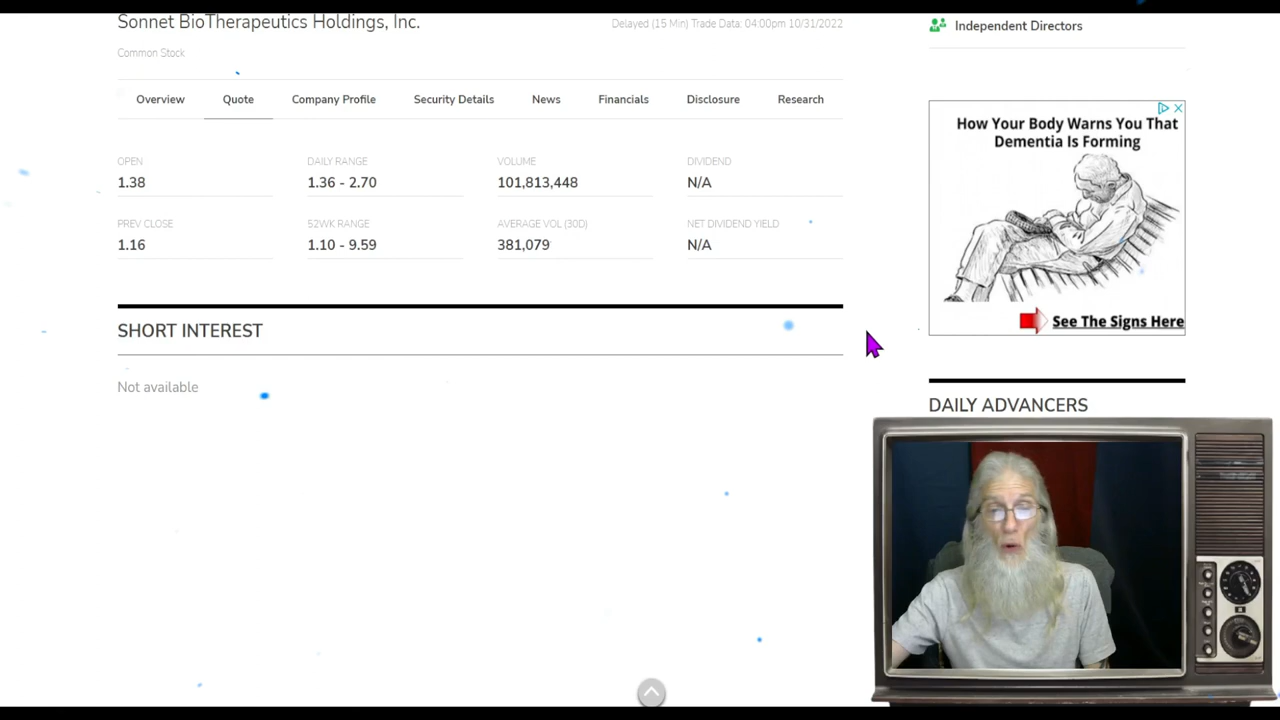 Sonnet BioTherapeutics Holdings, Inc.
Delayed (15 Min) Trade Data: 04:00pm 10/31/2022
Common Stock
Overview Quote Company Profile Security Details News Financials Disclosure Research
OPEN DAILY RANGE VOLUME DIVIDEND
1.38 1.36 - 2.70 101,813,448 N/A
PREV CLOSE 52WK RANGE AVERAGE VOL (30D) NET DIVIDEND YIELD
1.16 1.10 - 9.59 381,079 N/A
SHORT INTEREST
Not available
Independent Directors
How Your Body Warns You That
Dementia Is Forming
See The Signs Here
DAILY ADVANCERS